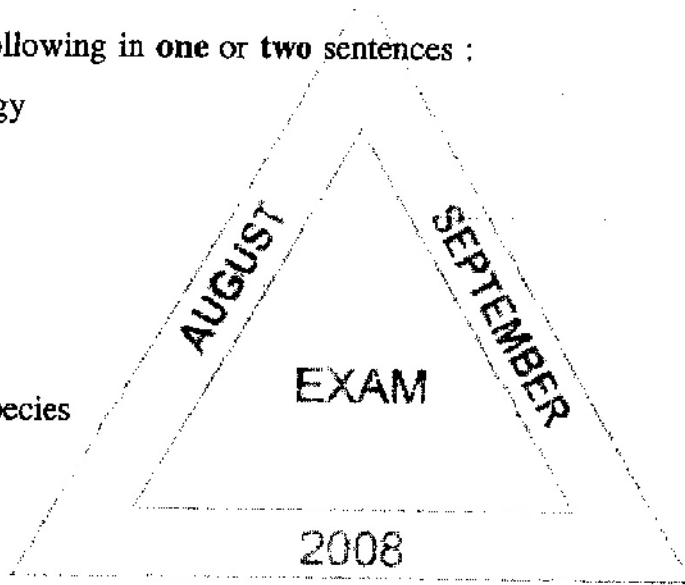 ollowing in one or two sentences :
gy
AUGUST
SEPTEMBER
EXAM
pecies
2008